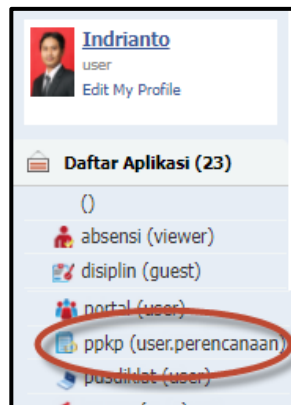 Indrianto
user
Edit My Profile
Daftar Aplikasi (23)
()
absensi (viewer)
disiplin (guest)
portal (user)
ppkp (user.perencanaan)
pusdiklat (user)